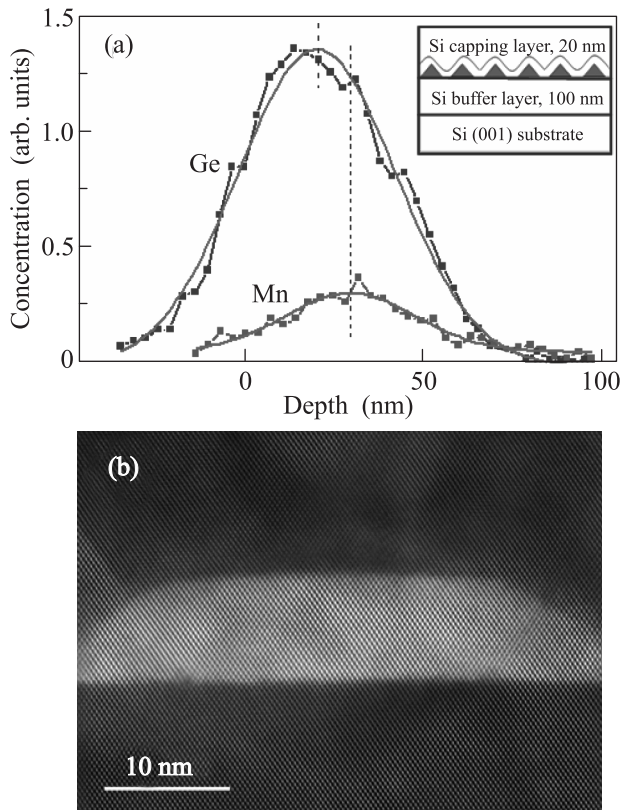 (a)
Si capping layer, 20 nm
Si buffer layer, 100 nm
Si (001) substrate
Ge
Mn
Concentration (arb. units)
1.5
1.0
0.5
0
0
50
100
Depth (nm)
(b)
10 nm